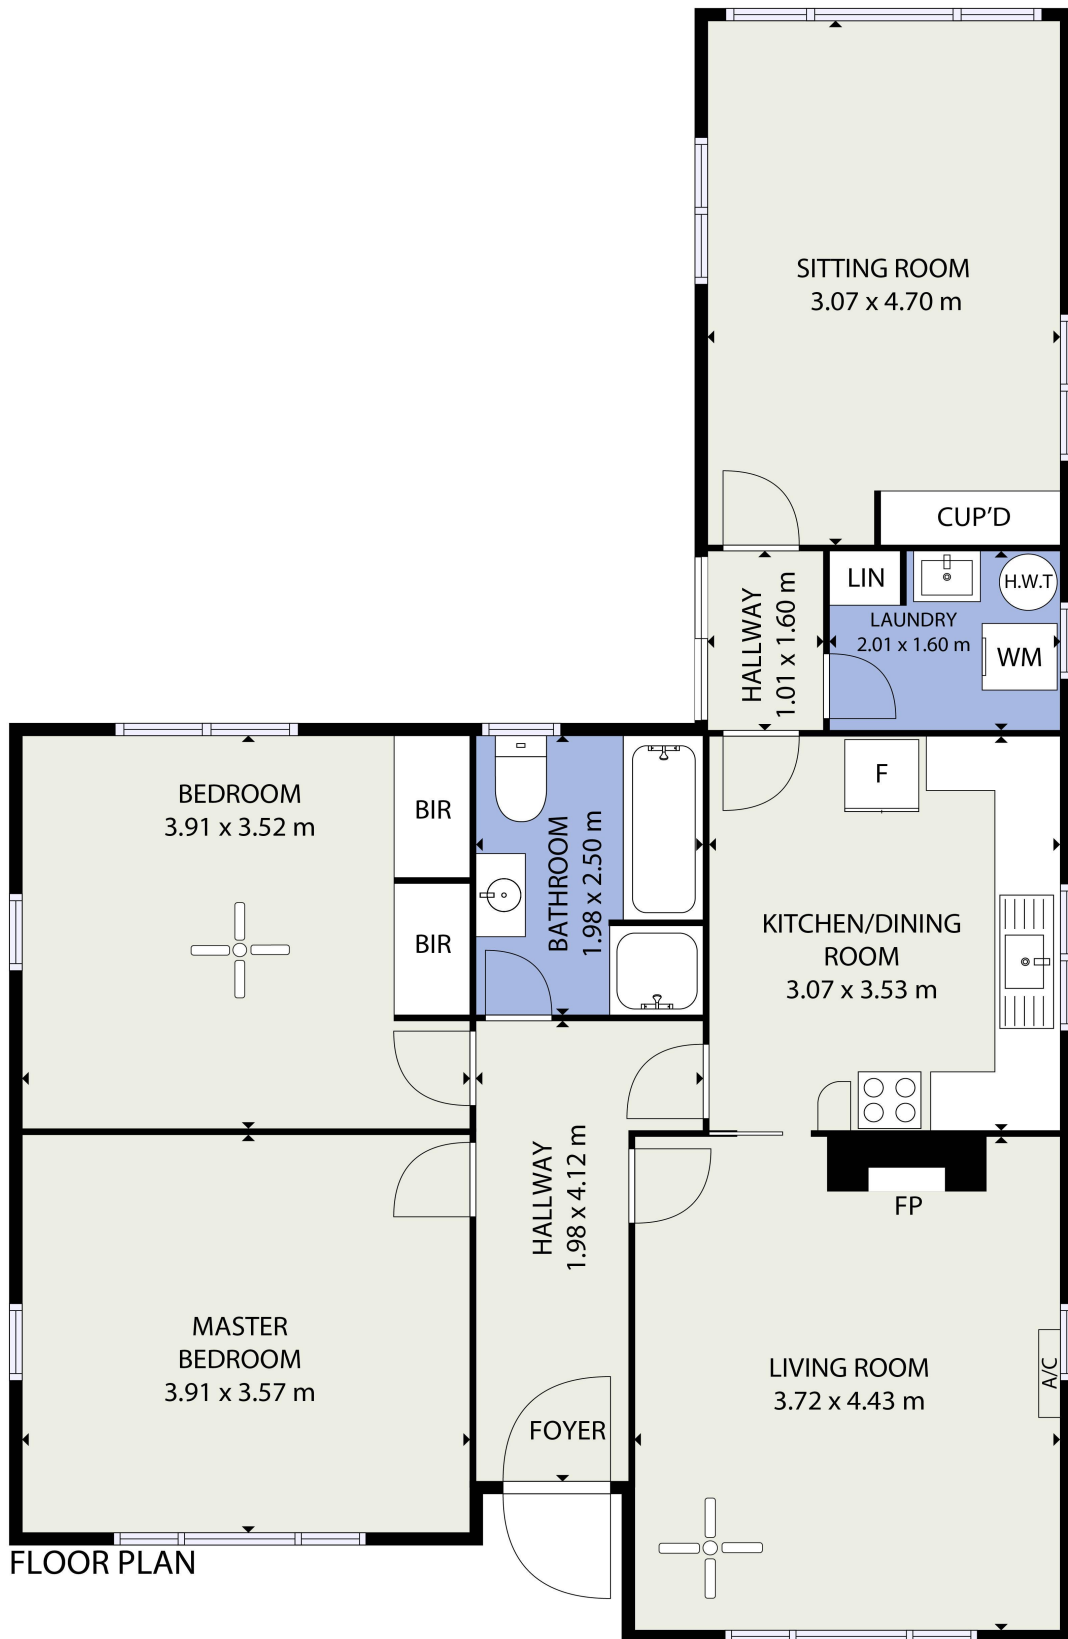 SITTING ROOM
3.07 x 4.70 m
CUP'D
HALLWAY
1.01 x 1.60 m
LIN
H.W.T
LAUNDRY
2.01 x 1.60 m
WM
BEDROOM
3.91 x 3.52 m
BIR
BIR
BATHROOM
1.98 x 2.50 m
F
KITCHEN/DINING
ROOM
3.07 x 3.53 m
HALLWAY
1.98 x 4.12 m
FP
MASTER
BEDROOM
3.91 x 3.57 m
LIVING ROOM
3.72 x 4.43 m
A/C
FOYER
FLOOR PLAN